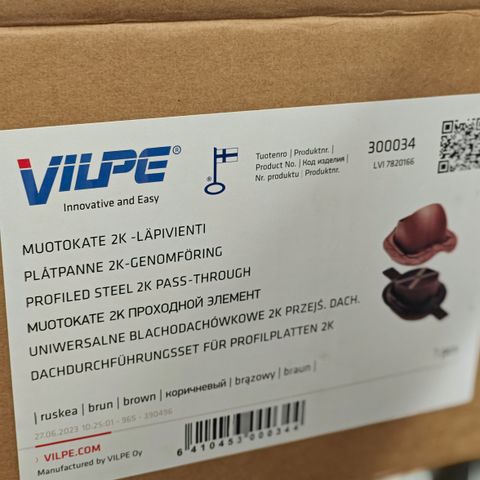 VILPE®
Innovative and Easy
Tuotenro | Produktnr.
Product No. | Код изделия |
Nr. produktu | Produktnr.
300034
LVI 7820166
MUOTOKATE 2K -LÄPIVIENTI
PLÅTPANNE 2K-GENOMFÖRING
PROFILED STEEL 2K PASS-THROUGH
MUOTOKATE 2K ПРОХОДНОЙ ЭЛЕМЕНТ
UNIWERSALNE BLACHODACHÓWKOWE 2K PRZEJŚ. DACH.
DACHDURCHFÜHRUNGSSET FÜR PROFILPLATTEN 2K
| ruskea | brun | brown | коричневый | brązowy | braun |
27.06.2023 10:25:01 - 965 - 390496
› VILPE.COM
Manufactured by VILPE Oy
6 410453 000344